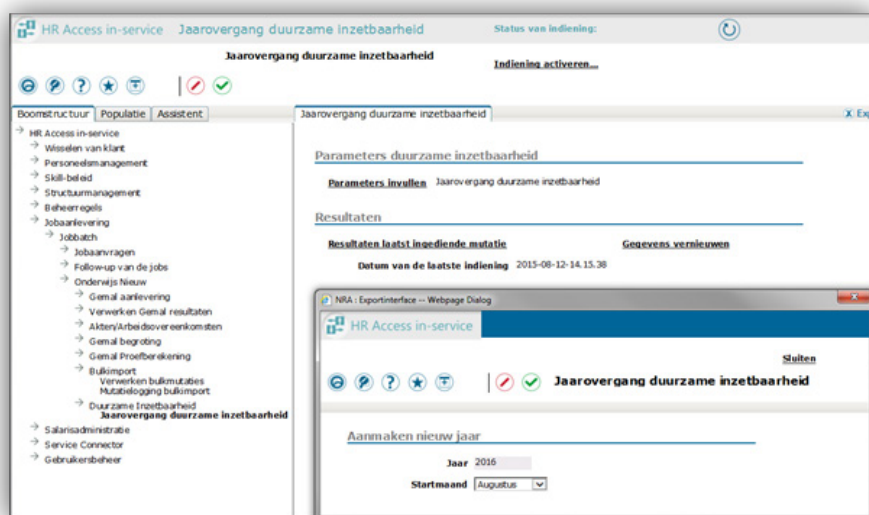 HR Access in-service Jaarovergang duurzame inzetbaarheid Status van indiening:
Jaarovergang duurzame inzetbaarheid
Indiening activeren...
Boomstructuur Populatie Assistent
HR Access in-service
Wisselen van klant
Personeelsmanagement
Skill-beleid
Structuurmanagement
Beheerregels
Jobaanlevering
Jobbatch
Jobaanvragen
Follow-up van de jobs
Onderwijs Nieuw
Gemal aanlevering
Verwerken Gemal resultaten
Akten/Arbeidsovereenkomsten
Gemal begroting
Gemal Proefberekening
Bulkimport
Verwerken bulkmutaties
Mutatielogging bulkimport
Duurzame Inzetbaarheid
Jaarovergang duurzame inzetbaarheid
Salarisadministratie
Service Connector
Gebruikersbeheer
Jaarovergang duurzame inzetbaarheid X Exp
Parameters duurzame inzetbaarheid
Parameters invullen Jaarovergang duurzame inzetbaarheid
Resultaten
Resultaten laatst ingediende mutatie Gegevens vernieuwen
Datum van de laatste indiening 2015-08-12-14.15.38
NRA : Exportinterface -- Webpage Dialog
HR Access in-service
Sluiten
Jaarovergang duurzame inzetbaarheid
Aanmaken nieuw jaar
Jaar 2016
Startmaand Augustus